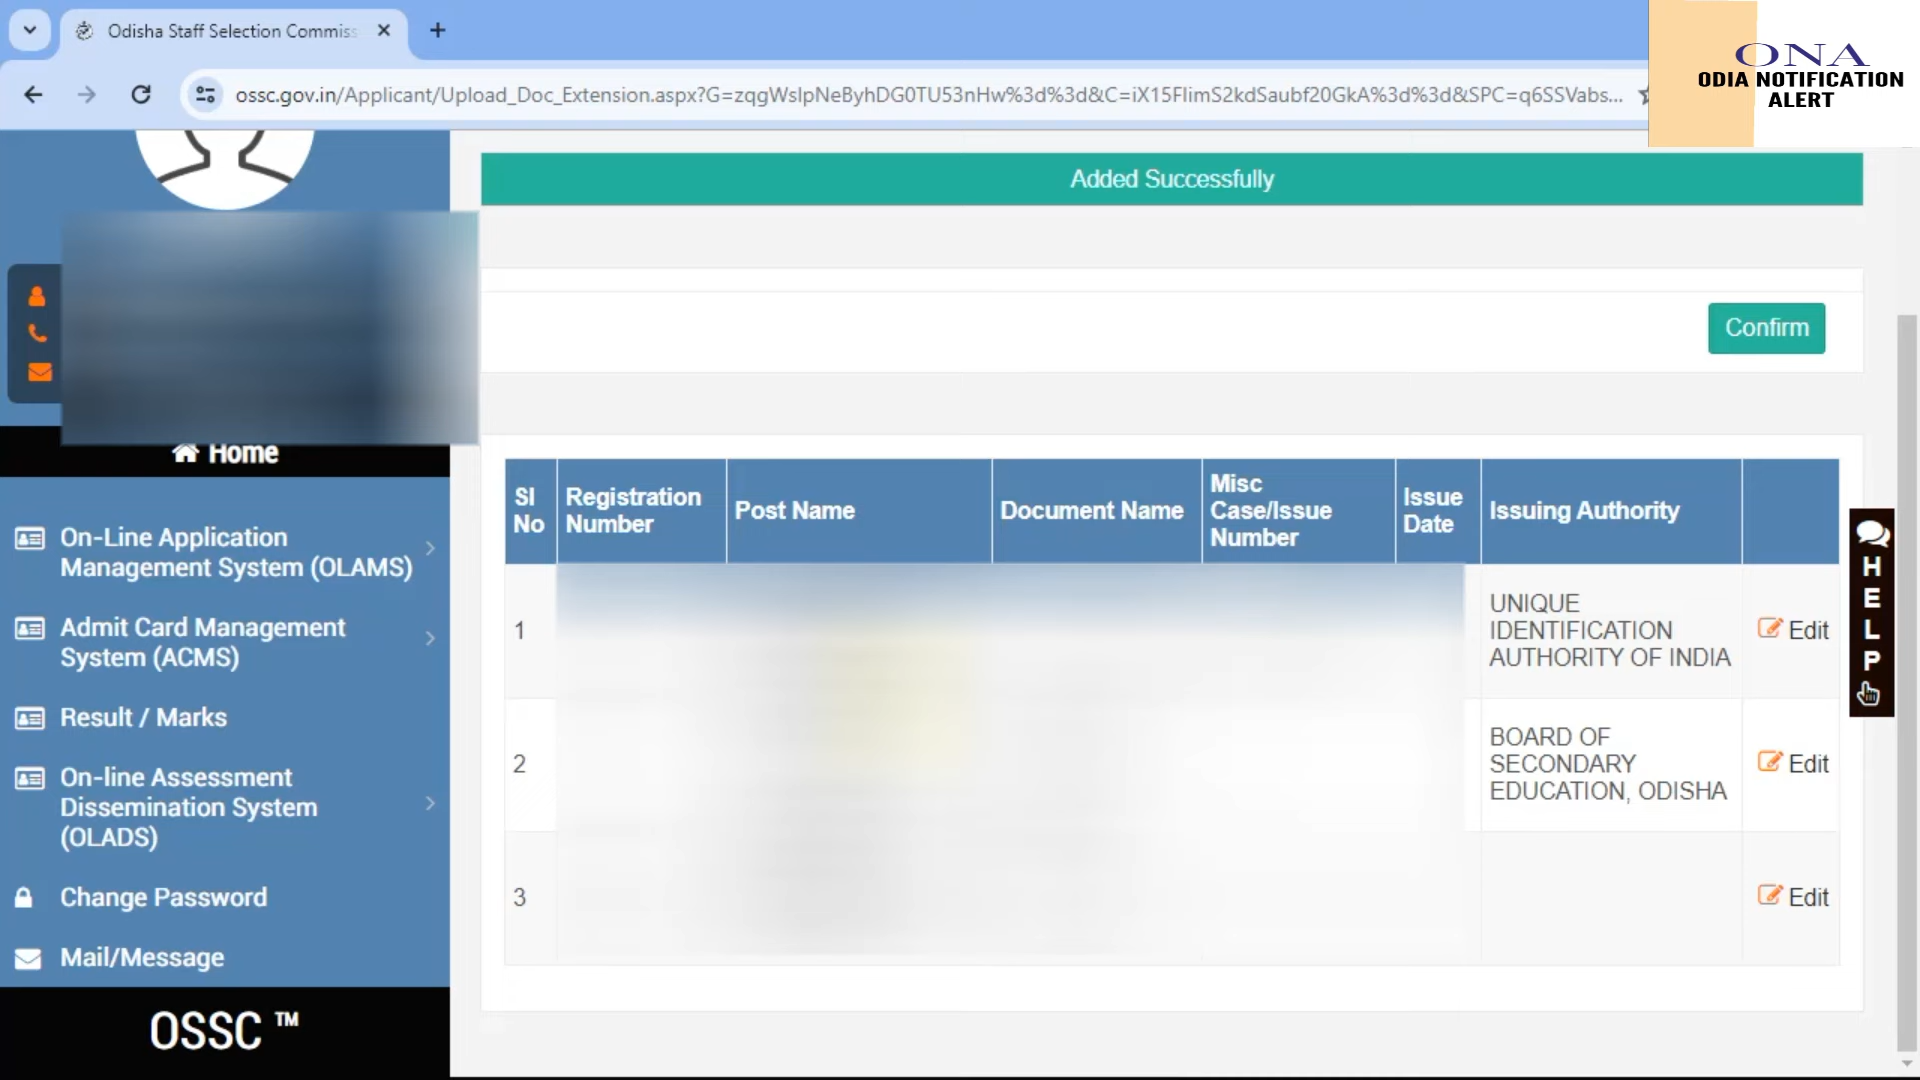 Odisha Staff Selection Commiss
ossc.gov.in/Applicant/Upload_Doc_Extension.aspx?G=zqgWslpNeByhDG0TU53nHw%3d%3d&C=iX15FlimS2kdSaubf20GkA%3d%3d&SPC=q6SSVabs...
ONA
ODIA NOTIFICATION
ALERT
Added Successfully
Confirm
Home
On-Line Application
Management System (OLAMS)
Admit Card Management
System (ACMS)
Result / Marks
On-line Assessment
Dissemination System
(OLADS)
Change Password
Mail/Message
OSSC ™
Sl No
Registration Number
Post Name
Document Name
Misc Case/Issue Number
Issue Date
Issuing Authority
1
UNIQUE
IDENTIFICATION
AUTHORITY OF INDIA
Edit
2
BOARD OF
SECONDARY
EDUCATION, ODISHA
Edit
3
Edit
HELP